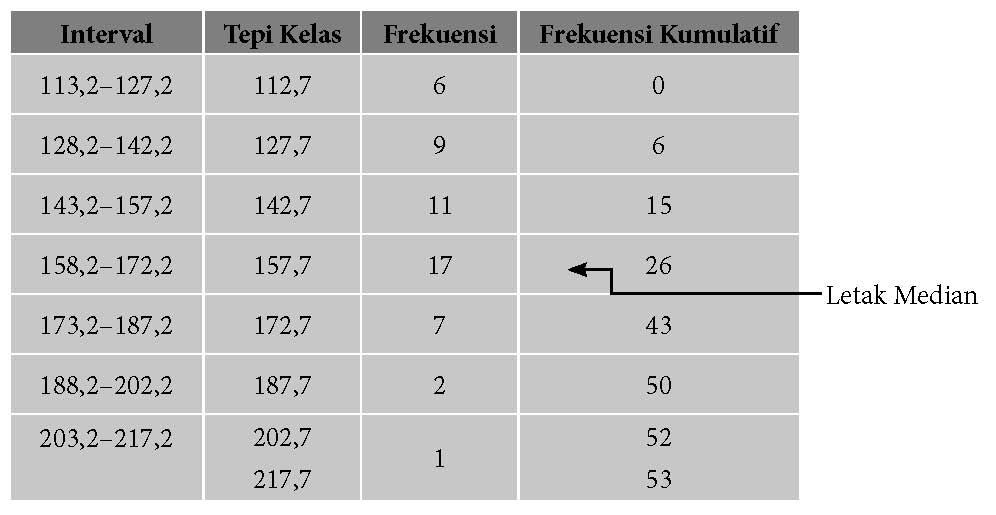 Interval Tepi Kelas Frekuensi Frekuensi Kumulatif
113,2–127,2 112,7 6 0
128,2–142,2 127,7 9 6
143,2–157,2 142,7 11 15
158,2–172,2 157,7 17 26
Letak Median
173,2–187,2 172,7 7 43
188,2–202,2 187,7 2 50
203,2–217,2 202,7 1 52
217,7 53